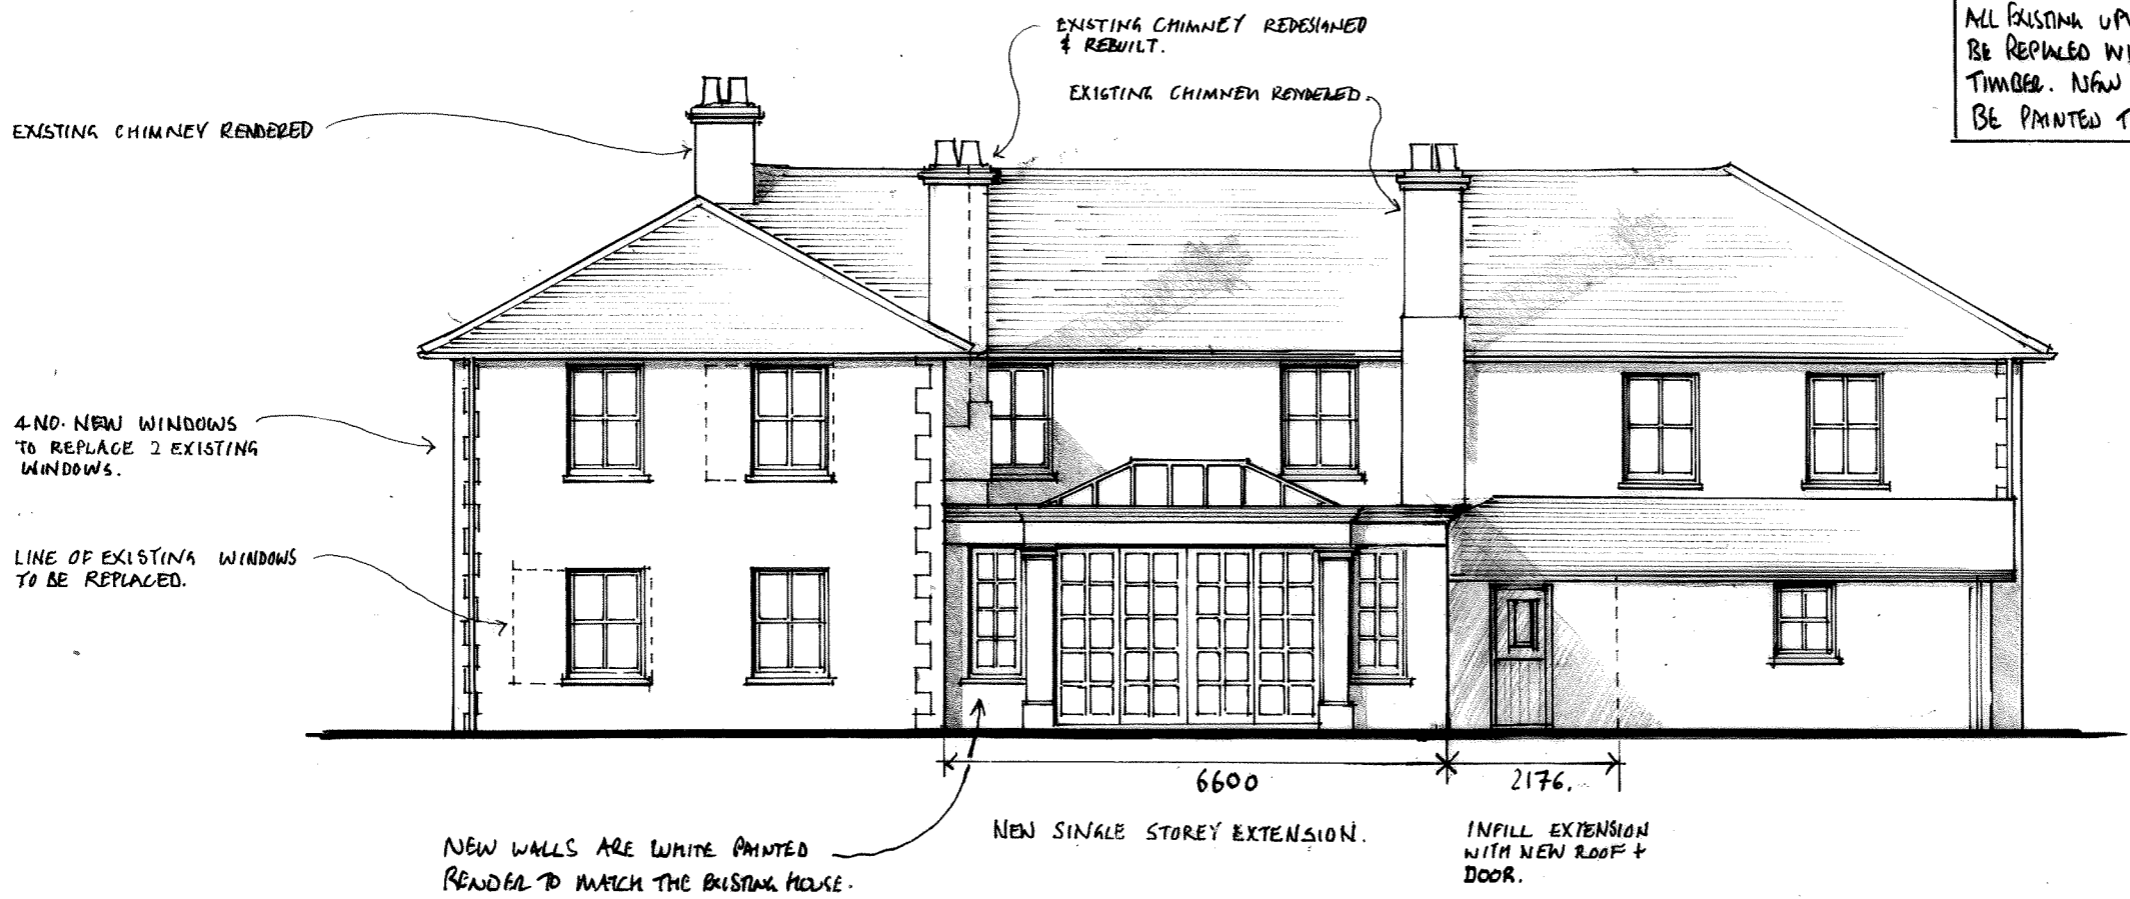 EXISTING CHIMNEY REDESIGNED
& REBUILT.
EXISTING CHIMNEY RENDERED.
EXISTING CHIMNEY RENDERED
ALL EXISTING UPV
BE REPLACED WI
TIMBER. NEW
BE PAINTED T
4 NO. NEW WINDOWS
TO REPLACE 2 EXISTING
WINDOWS.
LINE OF EXISTING WINDOWS
TO BE REPLACED.
6600
2176.
NEW SINGLE STOREY EXTENSION.
INFILL EXTENSION
WITH NEW ROOF +
DOOR.
NEW WALLS ARE WHITE PAINTED
RENDER TO MATCH THE EXISTING HOUSE.